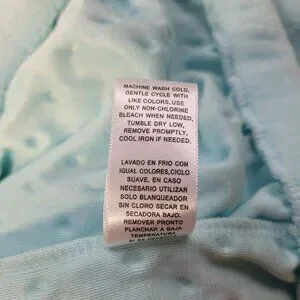 MACHINE WASH COLD,
GENTLE CYCLE WITH
LIKE COLORS,USE
ONLY NON-CHLORINE
BLEACH WHEN NEEDED,
TUMBLE DRY LOW,
REMOVE PROMPTLY,
COOL IRON IF NEEDED.
LAVADO EN FRIO CON
IGUAL COLORES,CICLO
SUAVE. EN CASO
NECESARIO UTILIZAR
SOLO BLANQUEADOR
SIN CLORO SECAR EN
SECADORA BAJO.
REMOVER PRONTO
PLANCHAR A BAJA
TEMPERATURA